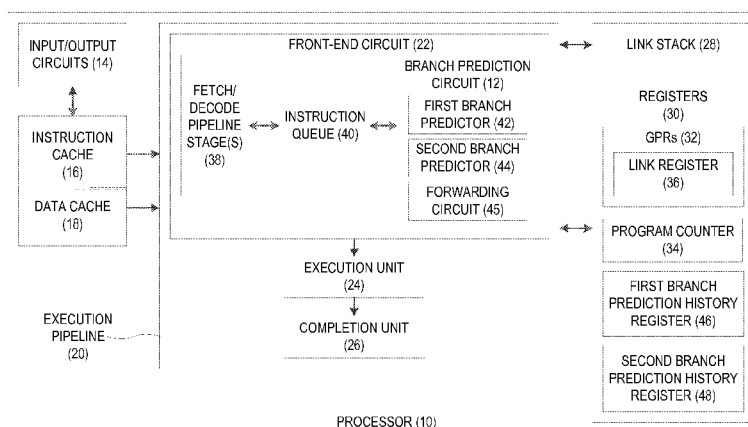 INPUT/OUTPUT
CIRCUITS (14)
INSTRUCTION
CACHE
(16)
DATA CACHE
(18)
EXECUTION
PIPELINE
(20)
FRONT-END CIRCUIT (22)
FETCH/
DECODE
PIPELINE
STAGE(S)
(38)
INSTRUCTION
QUEUE (40)
BRANCH PREDICTION
CIRCUIT (12)
FIRST BRANCH
PREDICTOR (42)
SECOND BRANCH
PREDICTOR (44)
FORWARDING
CIRCUIT (45)
EXECUTION UNIT
(24)
COMPLETION UNIT
(26)
LINK STACK (28)
REGISTERS
(30)
GPRs (32)
LINK REGISTER
(36)
PROGRAM COUNTER
(34)
FIRST BRANCH
PREDICTION HISTORY
REGISTER (46)
SECOND BRANCH
PREDICTION HISTORY
REGISTER (48)
PROCESSOR (10)